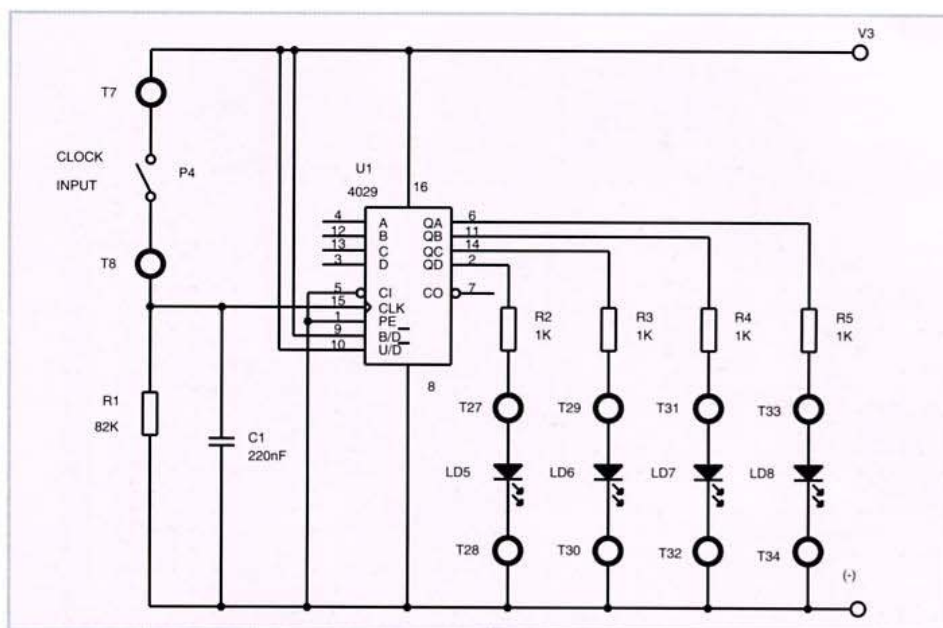 V3
T7
CLOCK
INPUT
P4
U1
4029
16
4 A QA 6
12 B QB 11
13 C QC 14
3 D QD 2
5 CI CO 7
15 CLK
1 PE
9 B/D
10 U/D
8
T8
R1
82K
C1
220nF
R2
1K
R3
1K
R4
1K
R5
1K
T27
T29
T31
T33
LD5
LD6
LD7
LD8
T28
T30
T32
T34
(-)